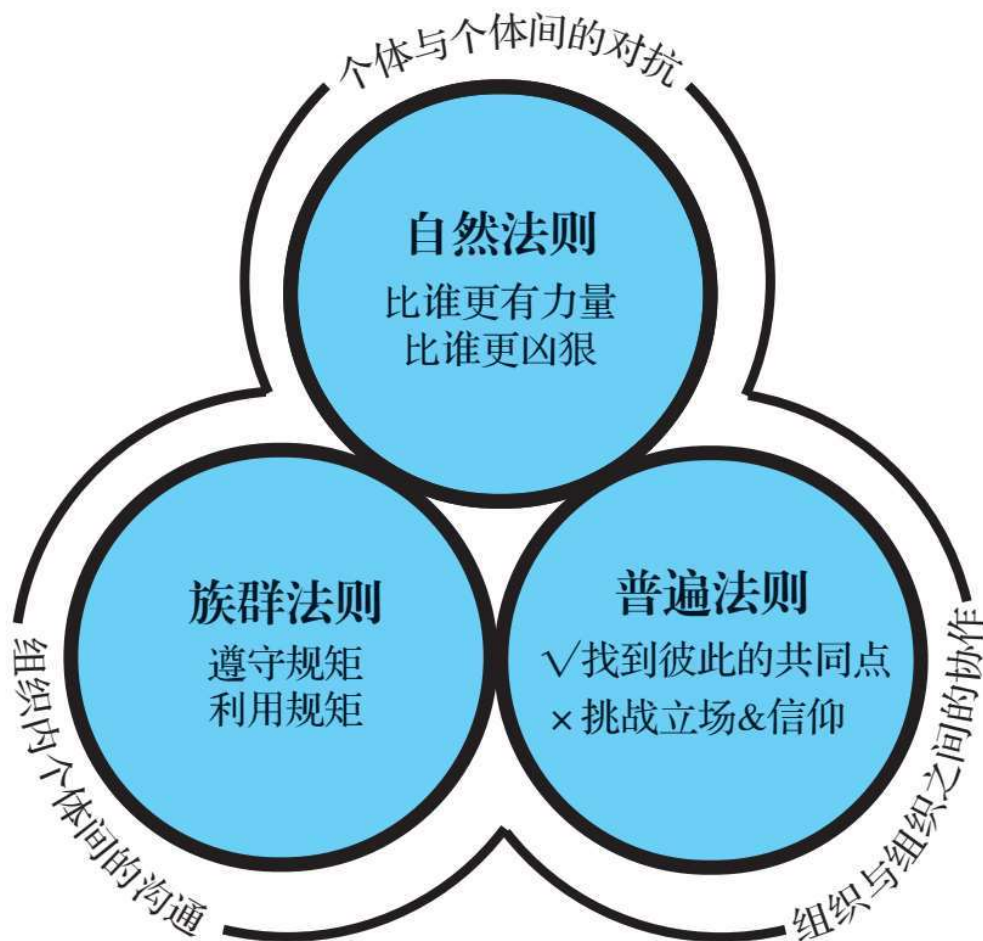 个体与个体间的对抗
自然法则
比谁更有力量
比谁更凶狠
族群法则
遵守规矩
利用规矩
组织内个体间的沟通
普遍法则
√找到彼此的共同点
×挑战立场&信仰
组织与组织之间的协作